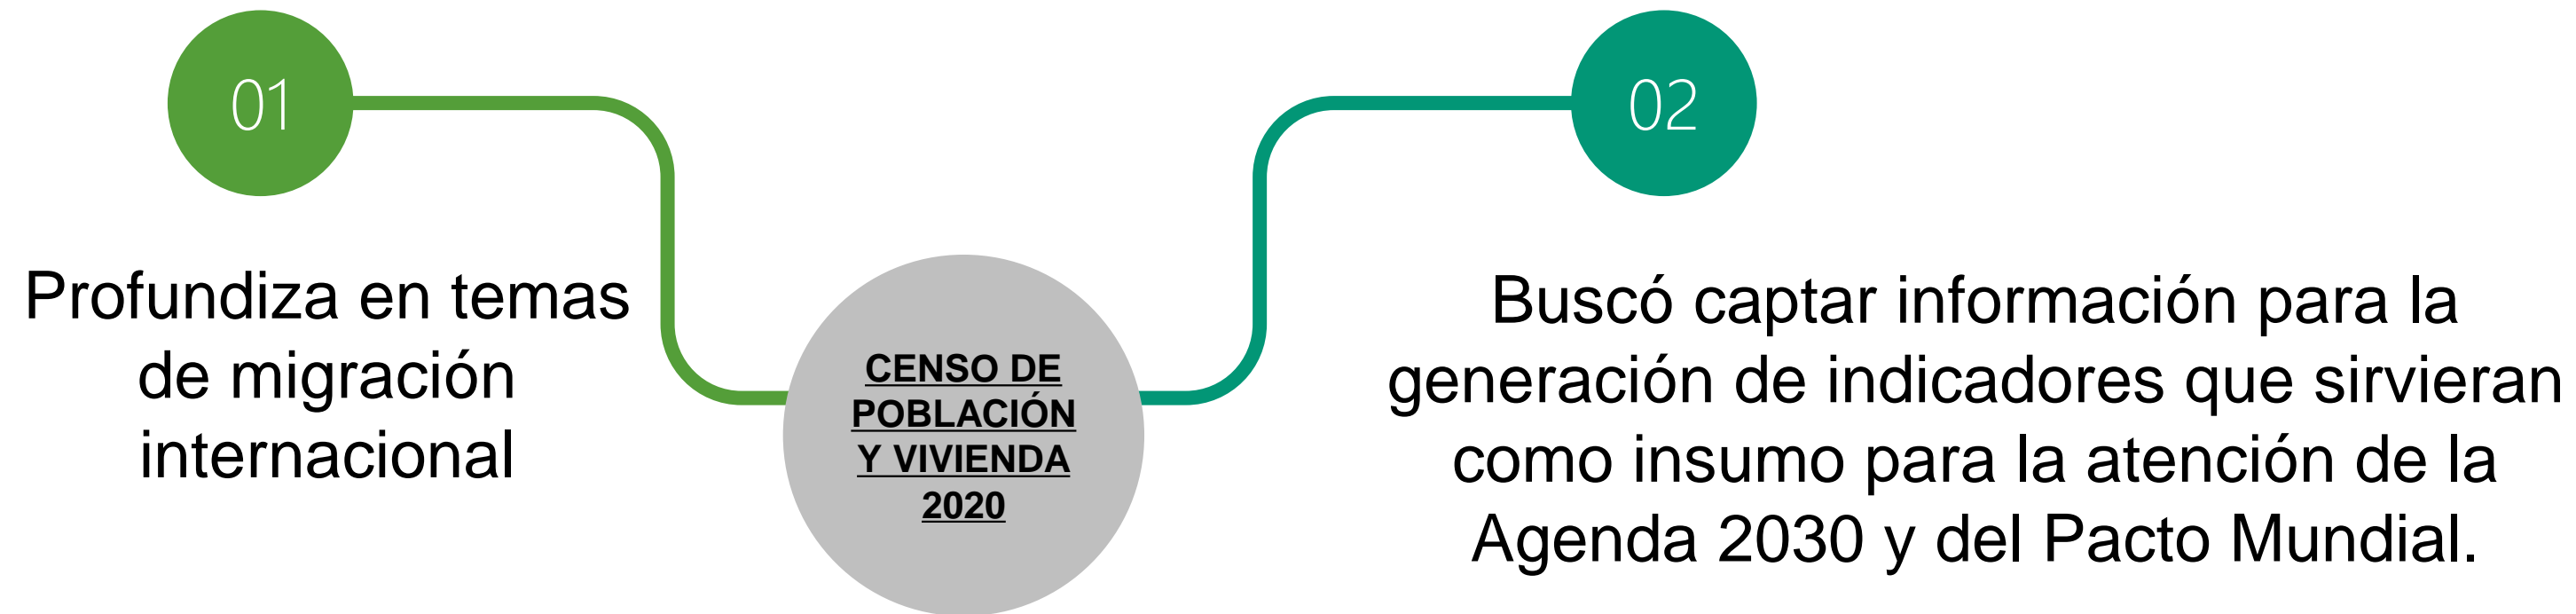 01
Profundiza en temas
de migración
internacional
CENSO DE
POBLACIÓN
Y VIVIENDA
2020
02
Buscó captar información para la
generación de indicadores que sirvieran
como insumo para la atención de la
Agenda 2030 y del Pacto Mundial.